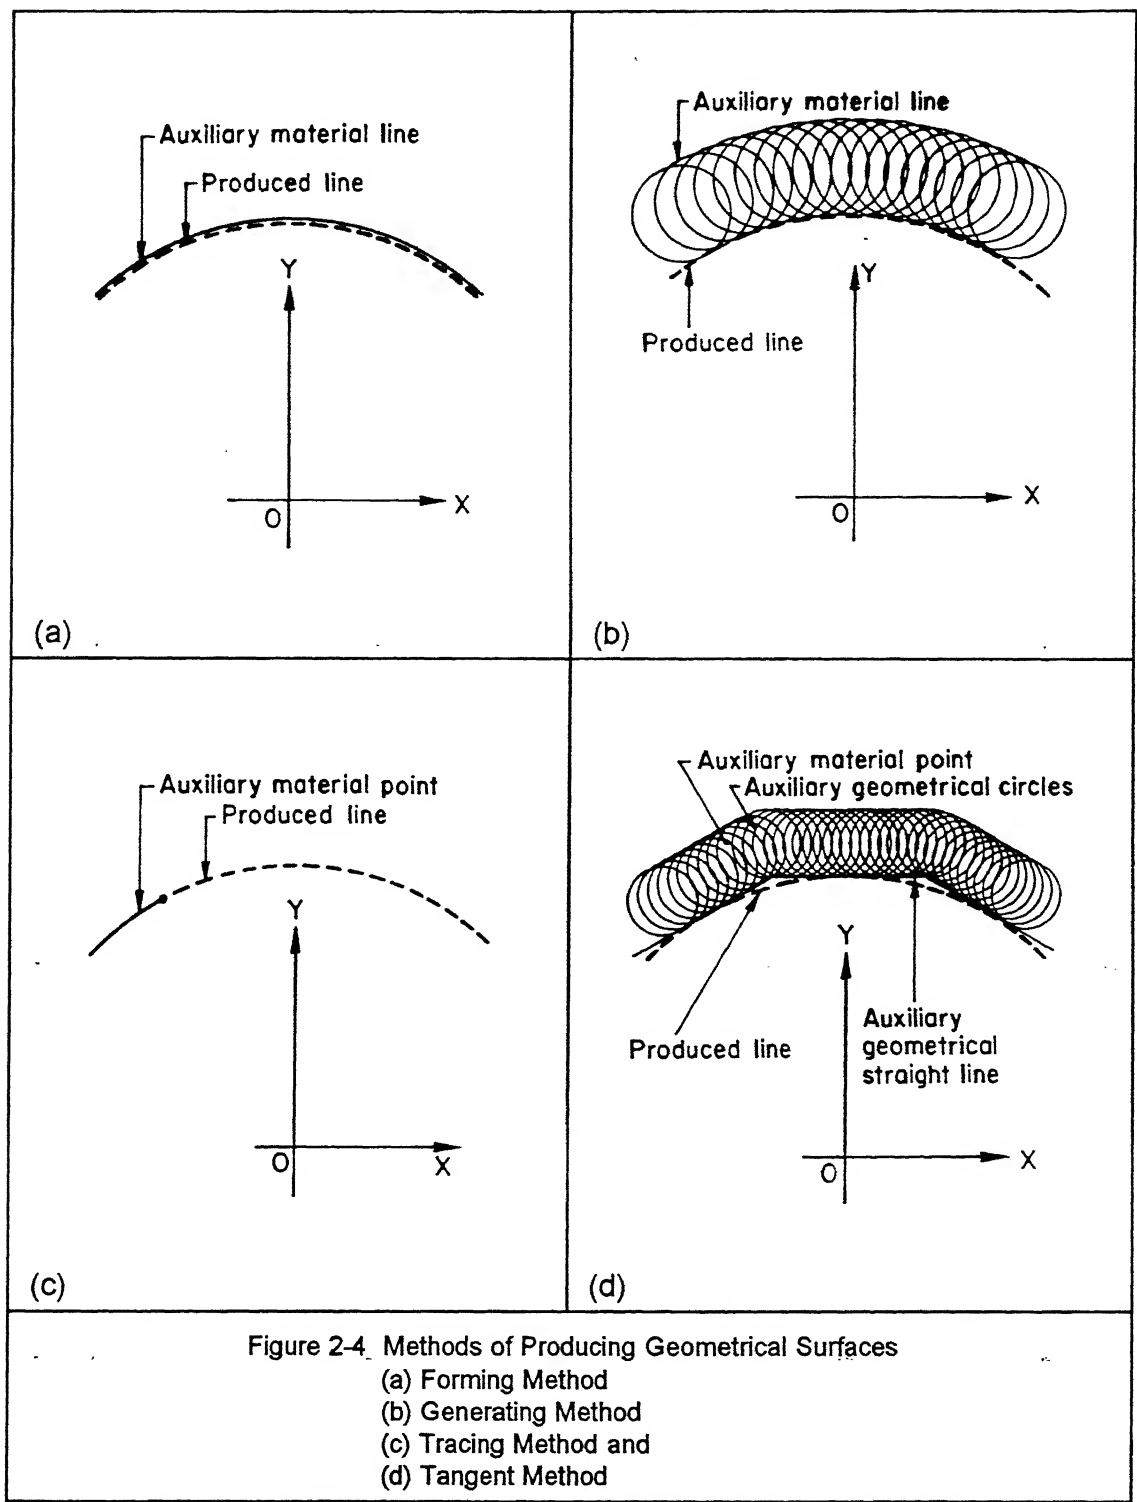 Auxiliary material line
Produced line
Y
X
O
(a)
Auxiliary material line
Produced line
Y
X
O
(b)
Auxiliary material point
Produced line
Y
O
X
(c)
Auxiliary material point
Auxiliary geometrical circles
Y
Produced line
Auxiliary
geometrical
straight line
X
O
(d)
Figure 2-4 Methods of Producing Geometrical Surfaces
(a) Forming Method
(b) Generating Method
(c) Tracing Method and
(d) Tangent Method